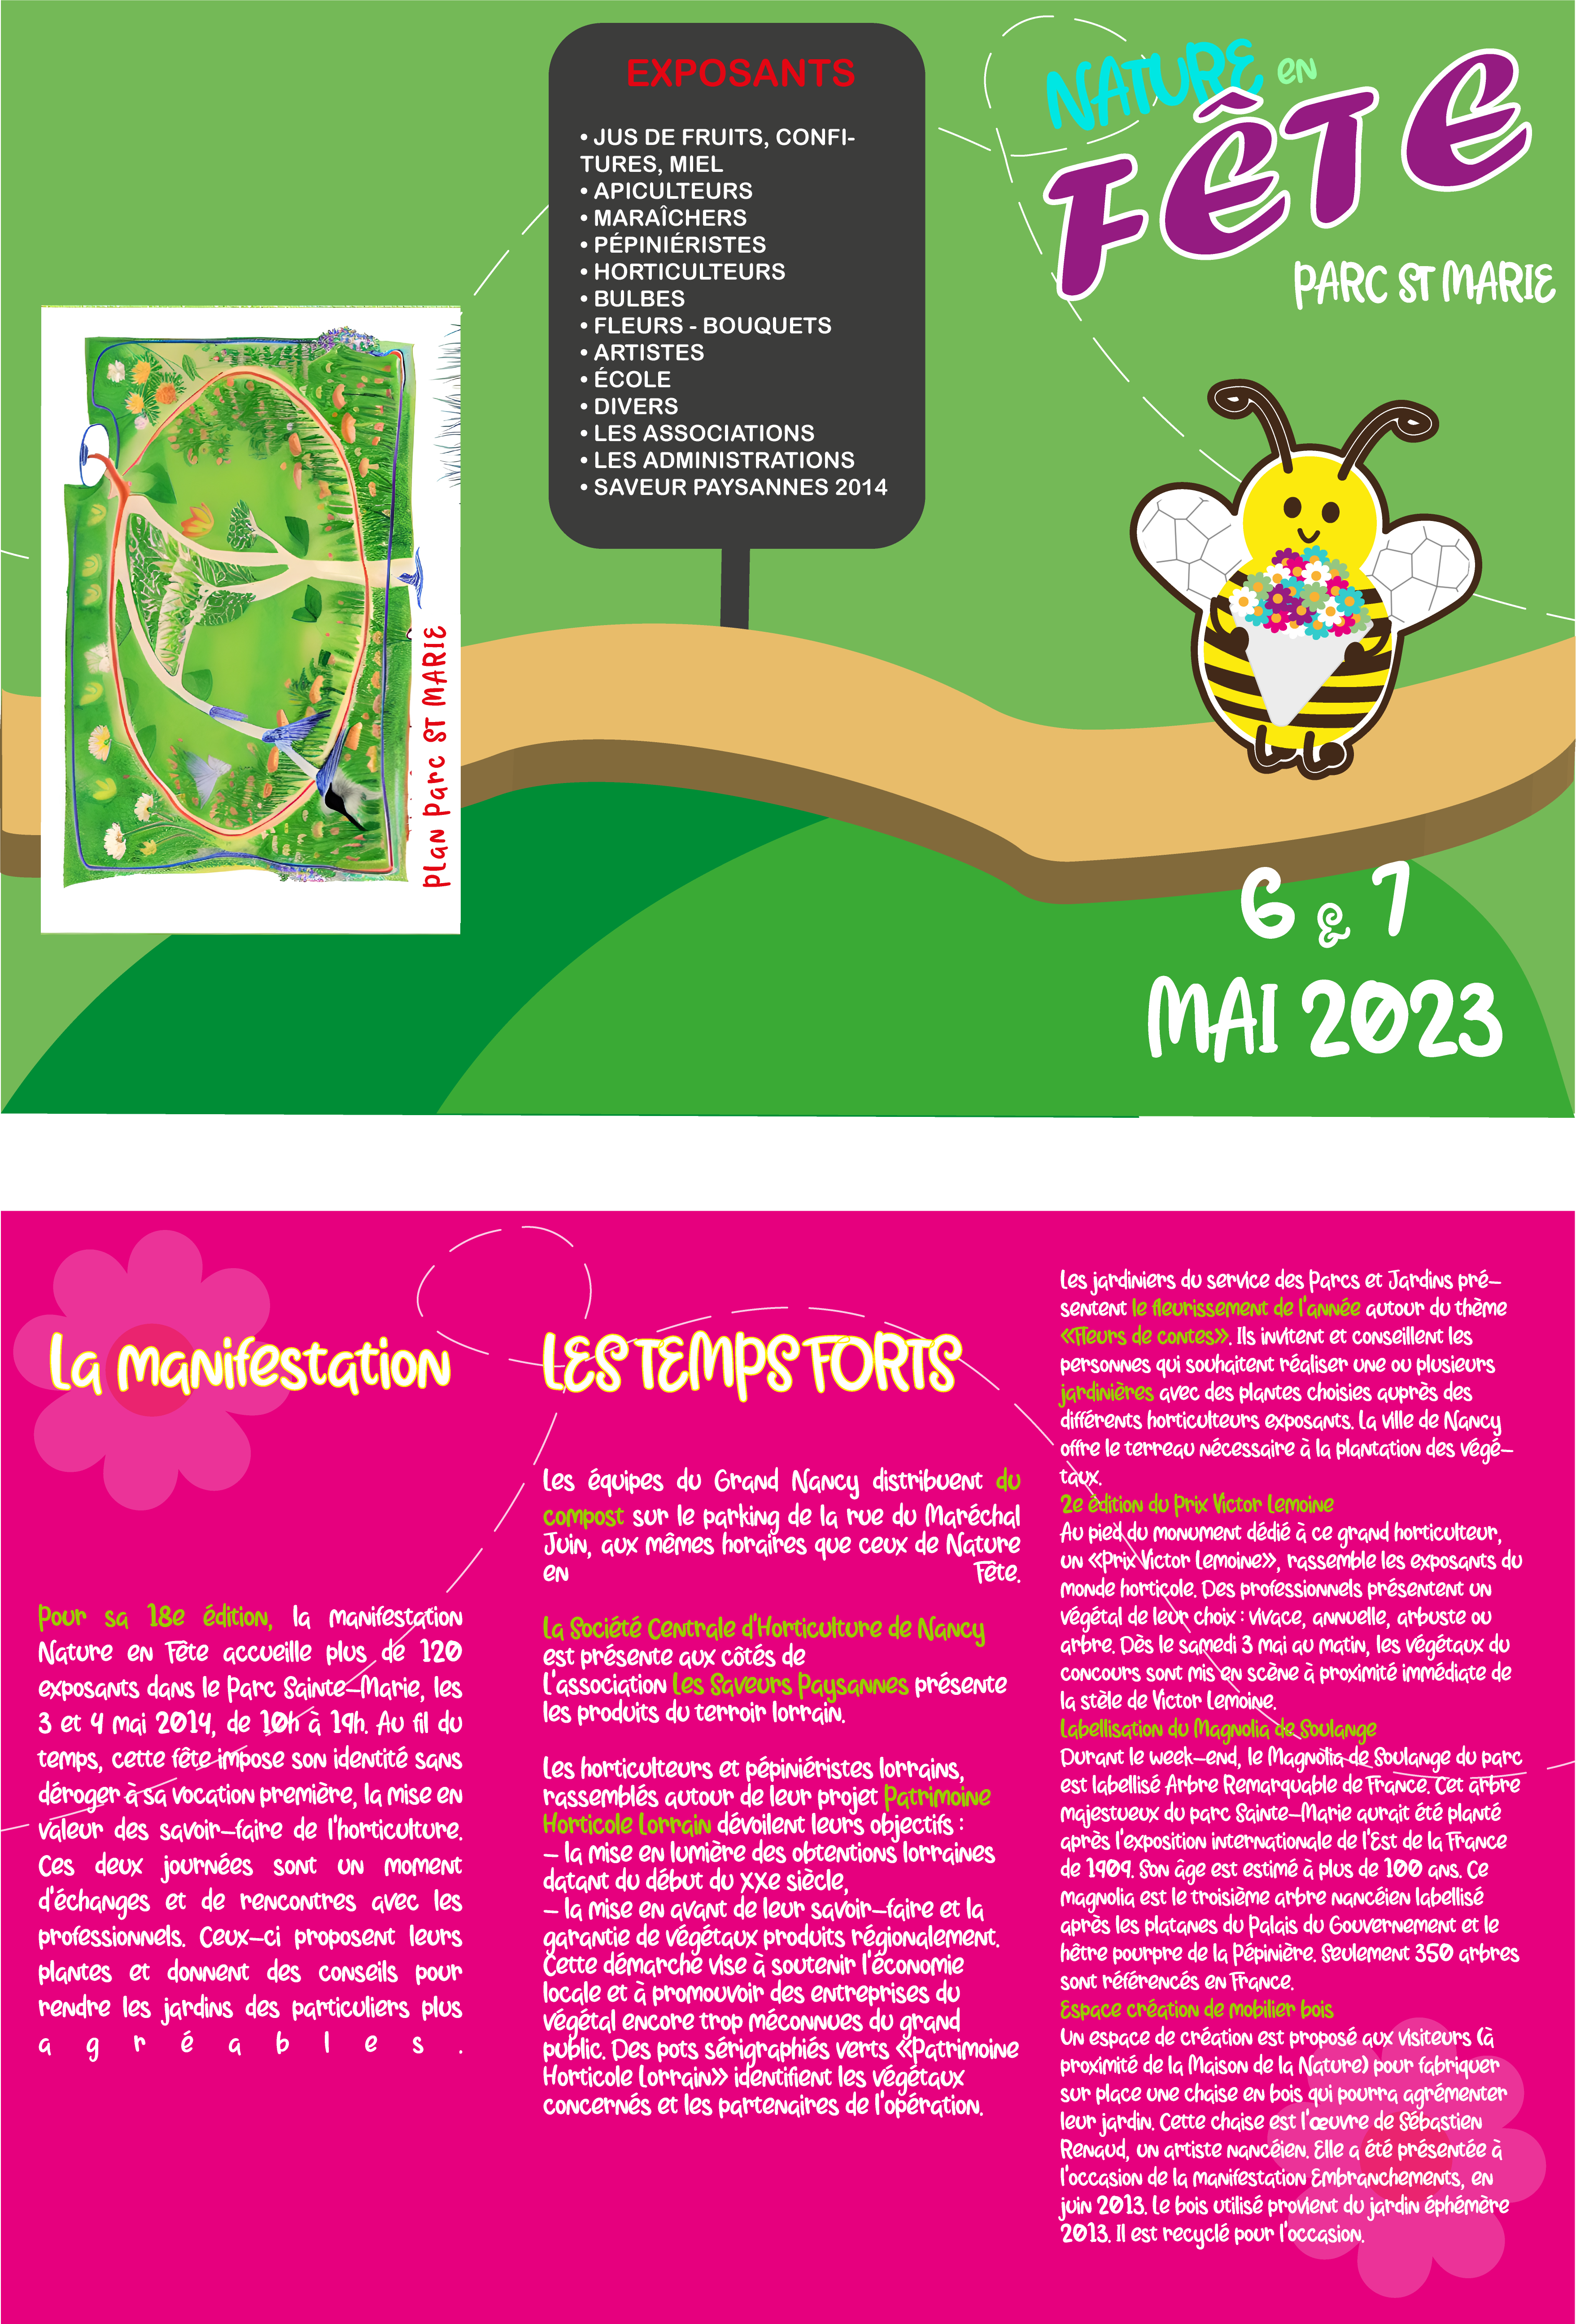 EXPOSANTS
• JUS DE FRUITS, CONFI-
TURES, MIEL
• APICULTEURS
• MARAÎCHERS
• PÉPINIÉRISTES
• HORTICULTEURS
• BULBES
• FLEURS - BOUQUETS
• ARTISTES
• ÉCOLE
• DIVERS
• LES ASSOCIATIONS
• LES ADMINISTRATIONS
• SAVEUR PAYSANNES 2014
NATURE en
FÊTE
PARC ST MARIE
Plan Parc ST MARIE
6 & 7
MAI 2023
La Manifestation
Pour sa 18e édition, la manifestation
Nature en Fête accueille plus de 120
exposants dans le Parc Sainte-Marie, les
3 et 4 mai 2014, de 10h à 19h. Au fil du
temps, cette fête impose son identité sans
déroger à sa vocation première, la mise en
valeur des savoir-faire de l'horticulture.
Ces deux journées sont un moment
d'échanges et de rencontres avec les
professionnels. Ceux-ci proposent leurs
plantes et donnent des conseils pour
rendre les jardins des particuliers plus
agréables.
LES TEMPS FORTS
Les équipes du Grand Nancy distribuent du
compost sur le parking de la rue du Maréchal
Juin, aux mêmes horaires que ceux de Nature
en Fête.
La Société Centrale d'Horticulture de Nancy
est présente aux côtés de
L'association Les Saveurs Paysannes présente
les produits du terroir lorrain.
Les horticulteurs et pépiniéristes lorrains,
rassemblés autour de leur projet Patrimoine
Horticole Lorrain dévoilent leurs objectifs :
- la mise en lumière des obtentions lorraines
datant du début du XXe siècle,
- la mise en avant de leur savoir-faire et la
garantie de végétaux produits régionalement.
Cette démarche vise à soutenir l'économie
locale et à promouvoir des entreprises du
végétal encore trop méconnues du grand
public. Des pots sérigraphiés verts «Patrimoine
Horticole Lorrain» identifient les végétaux
concernés et les partenaires de l'opération.
Les jardiniers du service des Parcs et Jardins pré-
sentent le fleurissement de l'année autour du thème
«Fleurs de contes». Ils invitent et conseillent les
personnes qui souhaitent réaliser une ou plusieurs
jardinières avec des plantes choisies auprès des
différents horticulteurs exposants. La ville de Nancy
offre le terreau nécessaire à la plantation des végé-
taux.
2e édition du Prix Victor Lemoine
Au pied du monument dédié à ce grand horticulteur,
un «Prix Victor Lemoine», rassemble les exposants du
monde horticole. Des professionnels présentent un
végétal de leur choix : vivace, annuelle, arbuste ou
arbre. Dès le samedi 3 mai au matin, les végétaux du
concours sont mis en scène à proximité immédiate de
la stèle de Victor Lemoine.
Labellisation du Magnolia de Soulange
Durant le week-end, le Magnolia de Soulange du parc
est labellisé Arbre Remarquable de France. Cet arbre
majestueux du parc Sainte-Marie aurait été planté
après l'exposition internationale de l'Est de la France
de 1909. Son âge est estimé à plus de 100 ans. Ce
magnolia est le troisième arbre nancéien labellisé
après les platanes du Palais du Gouvernement et le
hêtre pourpre de la Pépinière. Seulement 350 arbres
sont référencés en France.
Espace création de mobilier bois
Un espace de création est proposé aux visiteurs (à
proximité de la Maison de la Nature) pour fabriquer
sur place une chaise en bois qui pourra agrémenter
leur jardin. Cette chaise est l'œuvre de Sébastien
Renaud, un artiste nancéien. Elle a été présentée à
l'occasion de la manifestation Embranchements, en
juin 2013. Le bois utilisé provient du jardin éphémère
2013. Il est recyclé pour l'occasion.